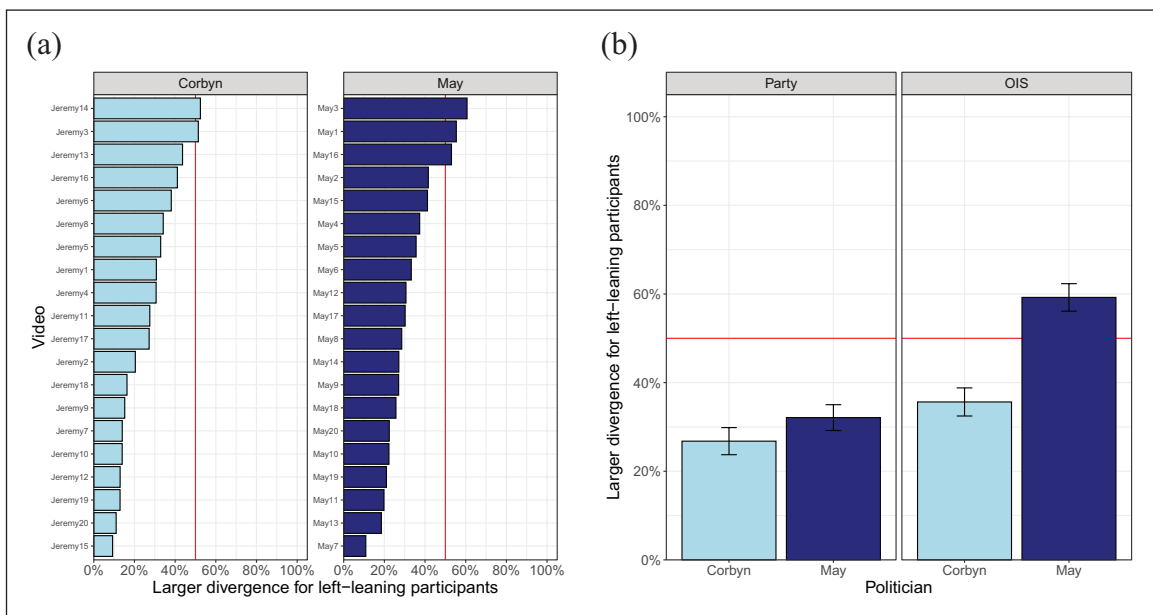 (a)
(b)
Corbyn
May
Party
OIS
Video
Jeremy14
Jeremy3
Jeremy13
Jeremy16
Jeremy6
Jeremy8
Jeremy5
Jeremy1
Jeremy4
Jeremy11
Jeremy17
Jeremy2
Jeremy18
Jeremy9
Jeremy7
Jeremy10
Jeremy12
Jeremy19
Jeremy20
Jeremy15
0% 20% 40% 60% 80% 100%
May3
May1
May16
May2
May15
May4
May5
May6
May12
May17
May8
May14
May9
May18
May20
May10
May19
May11
May13
May7
0% 20% 40% 60% 80% 100%
Larger divergence for left−leaning participants
Larger divergence for left−leaning participants
100%
80%
60%
40%
20%
0%
Corbyn May Corbyn May
Politician